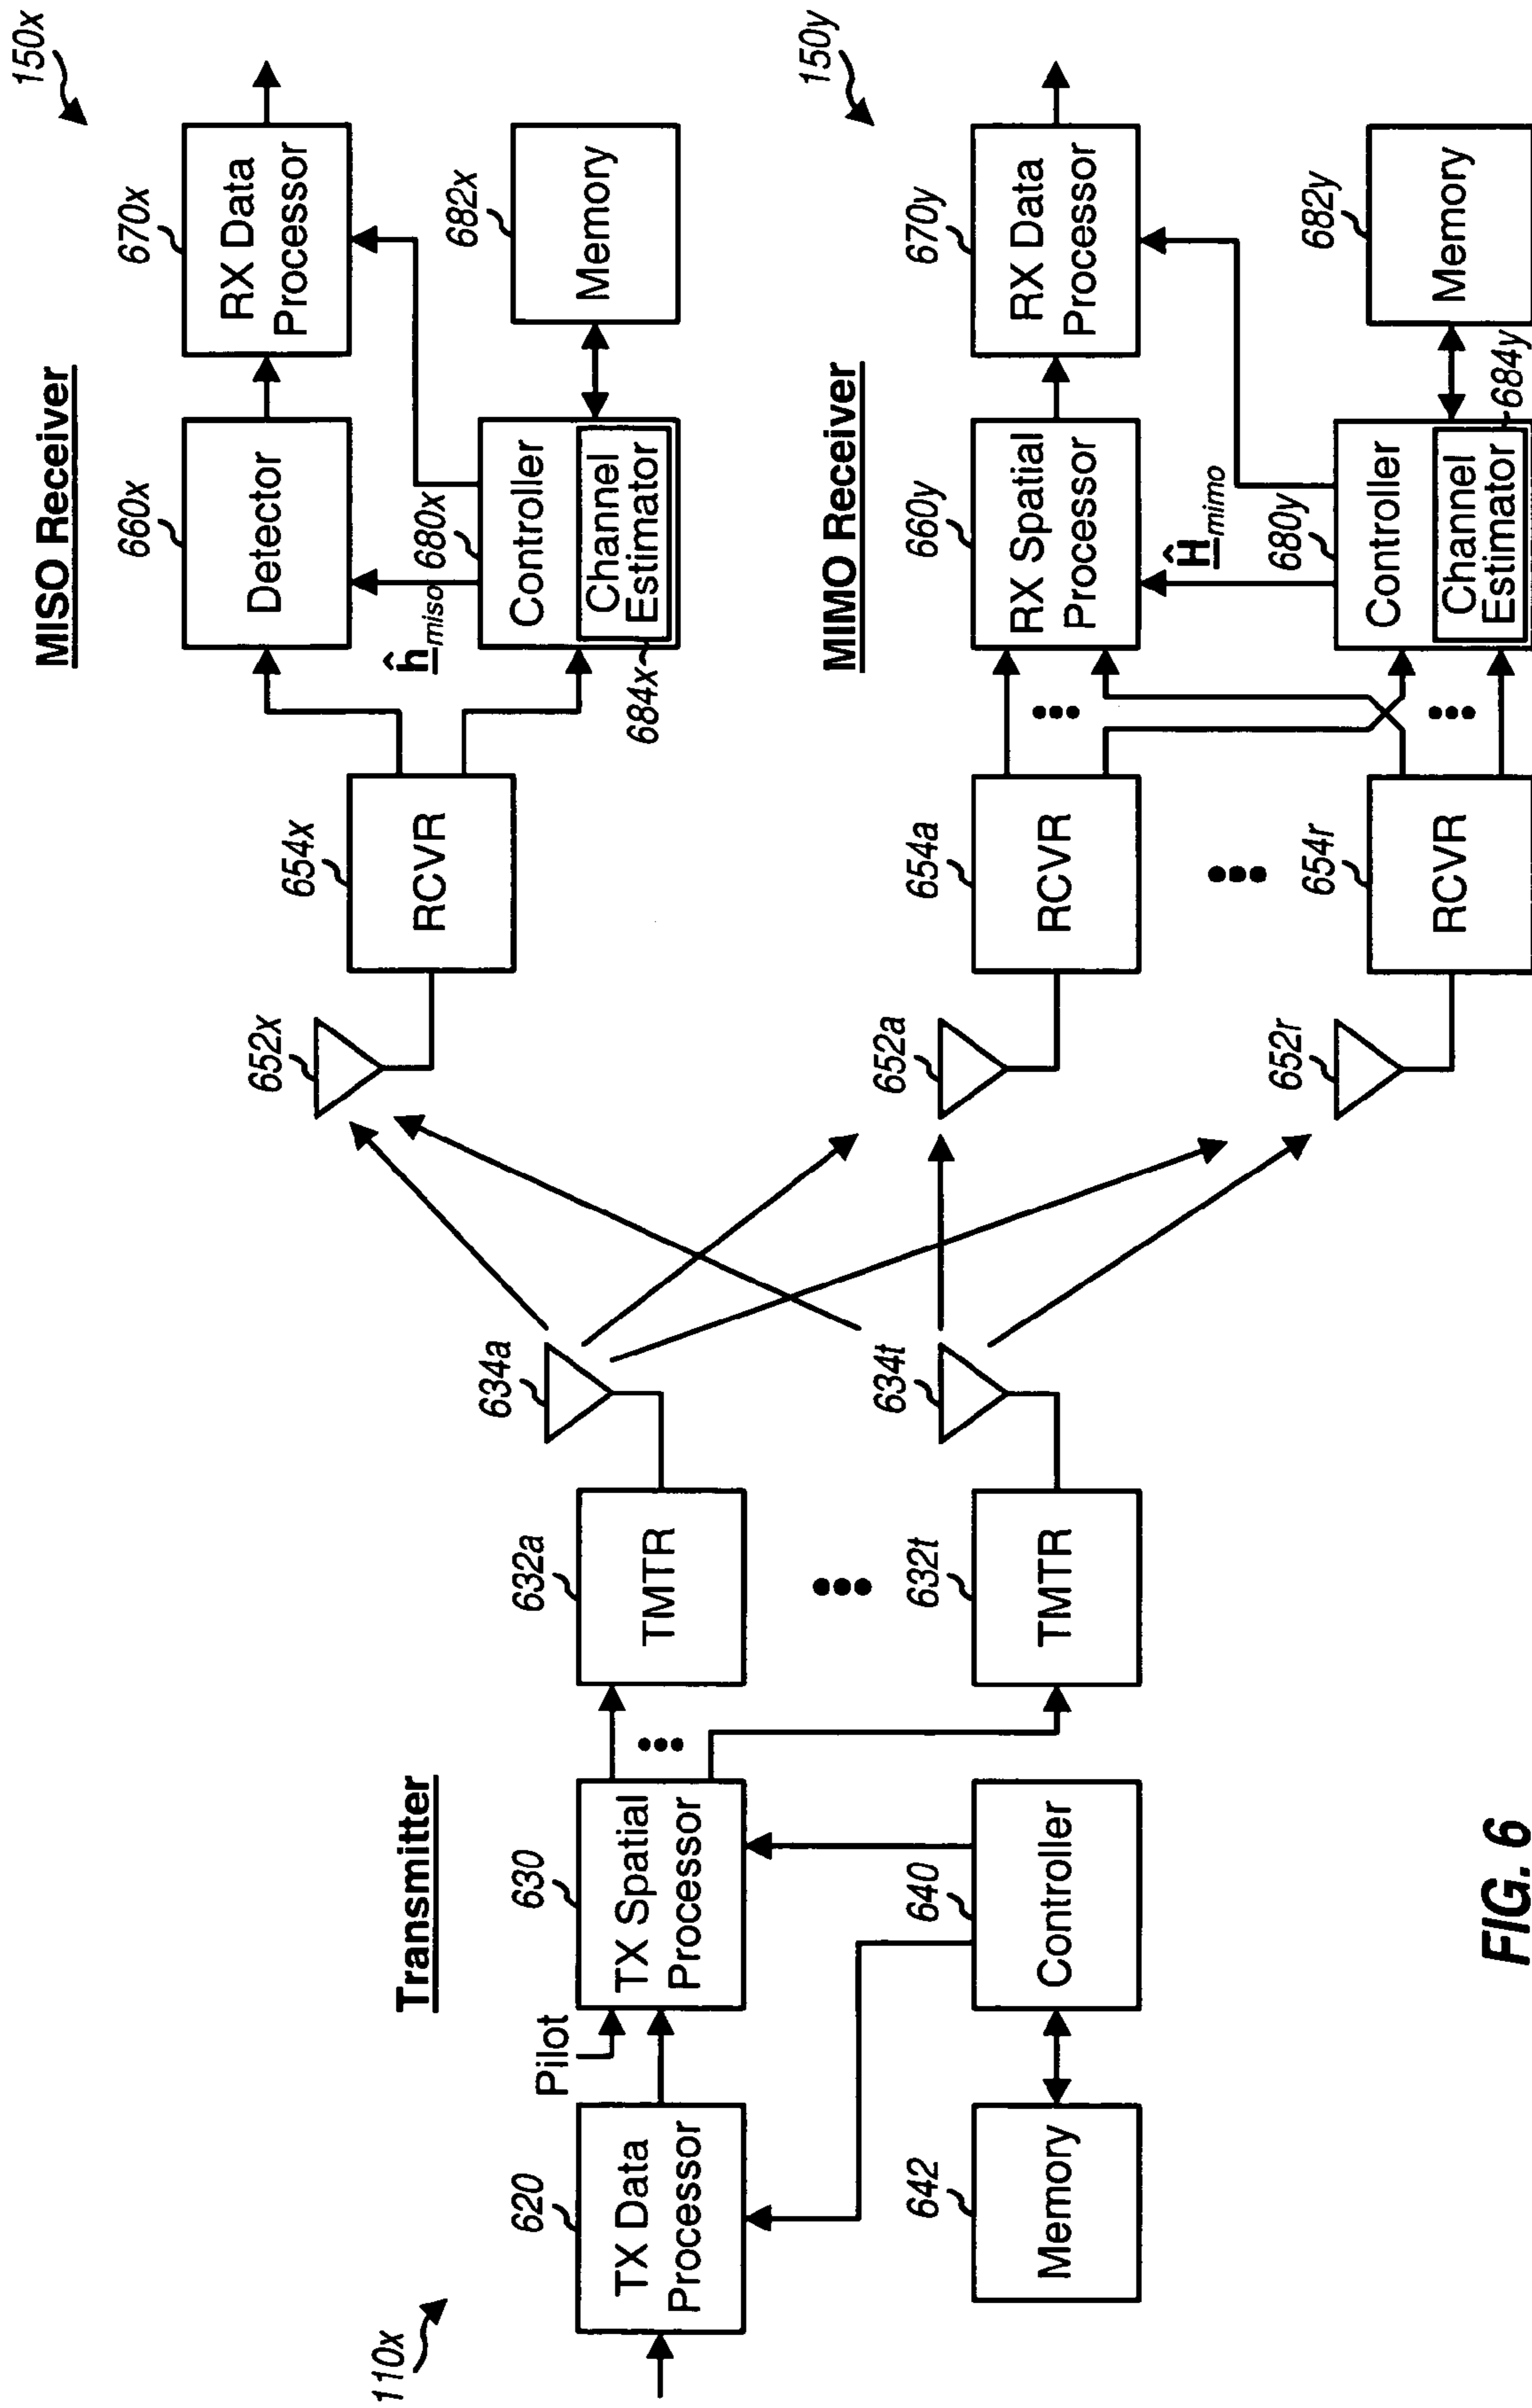 110x
Transmitter
620
TX Data
Processor
Pilot
630
TX Spatial
Processor
632a
TMTR
634a
632t
TMTR
634t
640
Controller
642
Memory
MISO Receiver
150x
652x
654x
RCVR
660x
Detector
670x
RX Data
Processor
ĥ miso
680x
Controller
Channel
Estimator
684x
682x
Memory
MIMO Receiver
150y
652a
654a
RCVR
652r
654r
RCVR
660y
RX Spatial
Processor
670y
RX Data
Processor
Ĥ mimo
680y
Controller
Channel
Estimator
684y
682y
Memory
FIG. 6